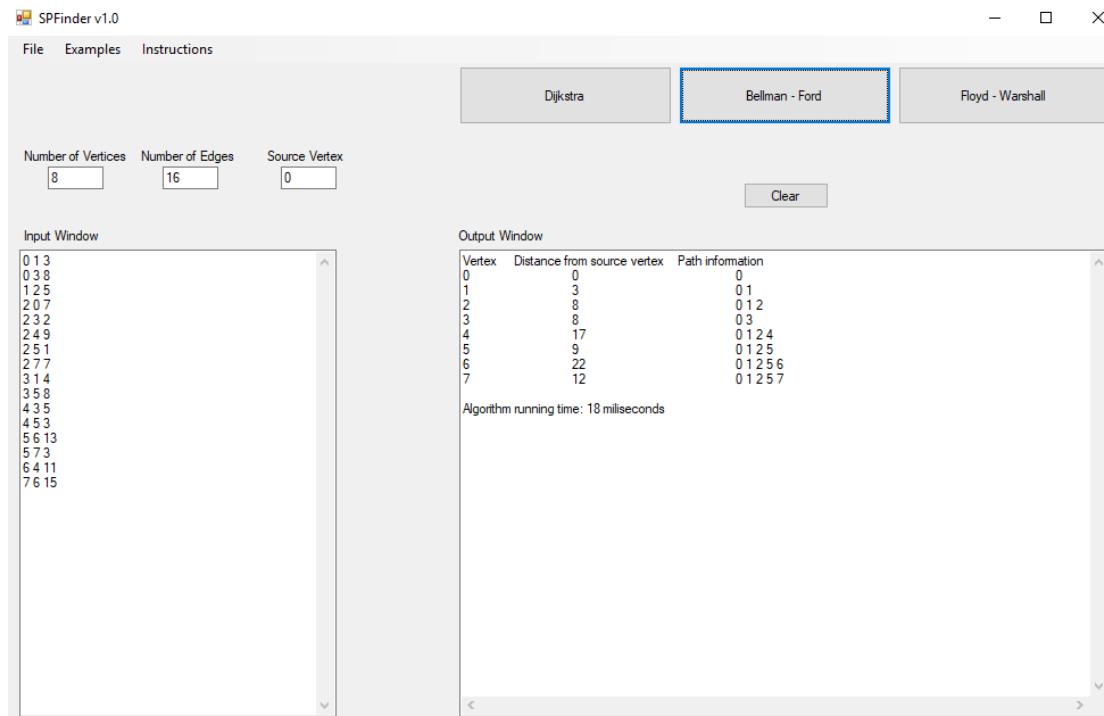 SPFinder v1.0
File Examples Instructions
Dijkstra Bellman - Ford Floyd - Warshall
Number of Vertices Number of Edges Source Vertex
8 16 0
Clear
Input Window
0 1 3
0 3 8
1 2 5
2 0 7
2 3 2
2 4 9
2 5 1
2 7 7
3 1 4
3 5 8
4 3 5
4 5 3
5 6 13
5 7 3
6 4 11
7 6 15
Output Window
Vertex Distance from source vertex Path information
0 0 0
1 3 0 1
2 8 0 1 2
3 8 0 3
4 17 0 1 2 4
5 9 0 1 2 5
6 22 0 1 2 5 6
7 12 0 1 2 5 7
Algorithm running time: 18 miliseconds